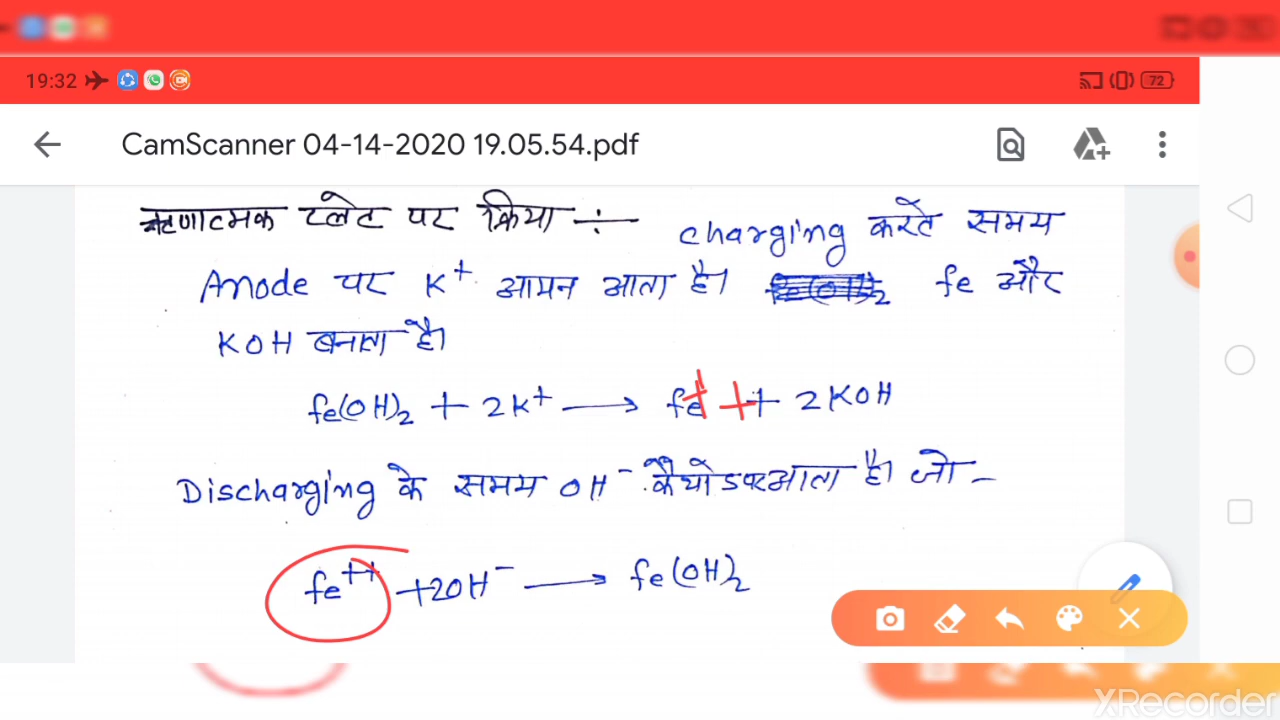 19:32 72
CamScanner 04-14-2020 19.05.54.pdf
ऋणात्मक प्लेट पर क्रिया ÷ charging करते समय
Anode पर K+ आयन आता है। fe और
KOH बनता है।
fe(OH)2 + 2K+ → fe++ + 2KOH
Discharging के समय OH- कैथोड पर आता है। जो -
fe++ +2OH- → fe(OH)2
XRecorder